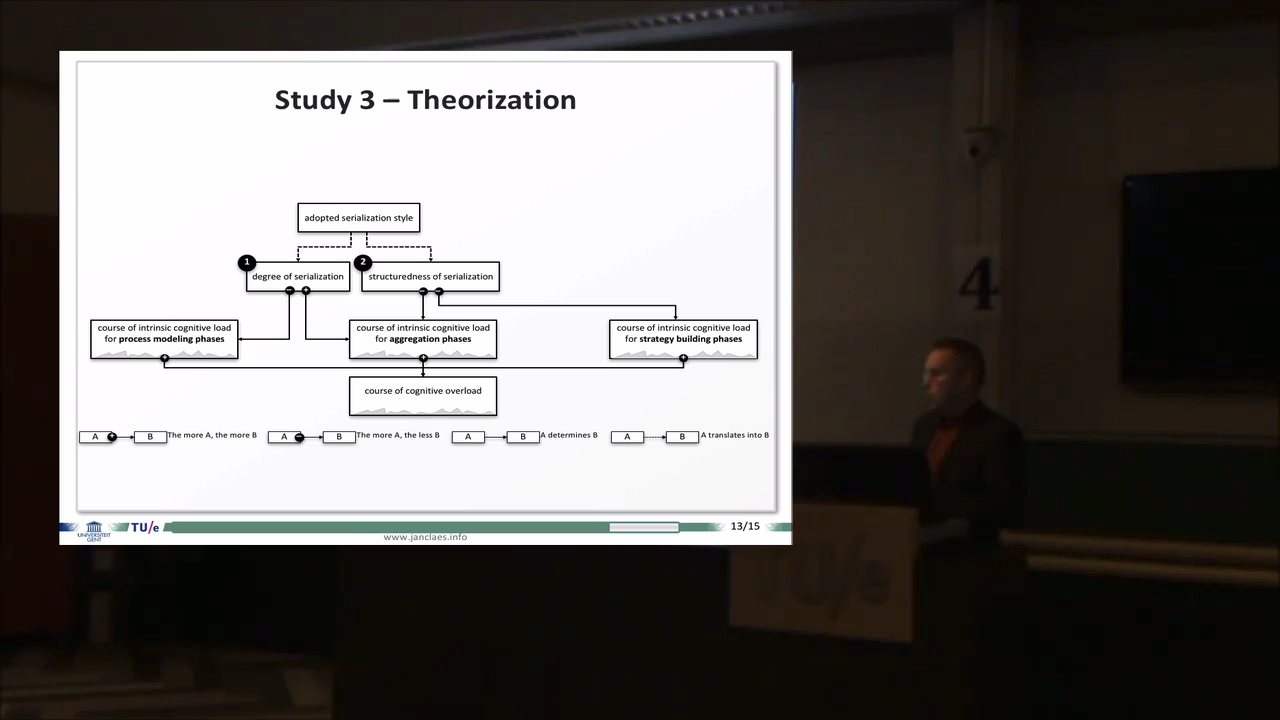 Study 3 – Theorization
adopted serialization style
1
degree of serialization
2
structuredness of serialization
course of intrinsic cognitive load
for process modeling phases
course of intrinsic cognitive load
for aggregation phases
course of intrinsic cognitive load
for strategy building phases
course of cognitive overload
A B The more A, the more B
A B The more A, the less B
A B A determines B
A B A translates into B
UNIVERSITEIT
GENT
TU/e
www.janclaes.info
13/15
4
TU/e